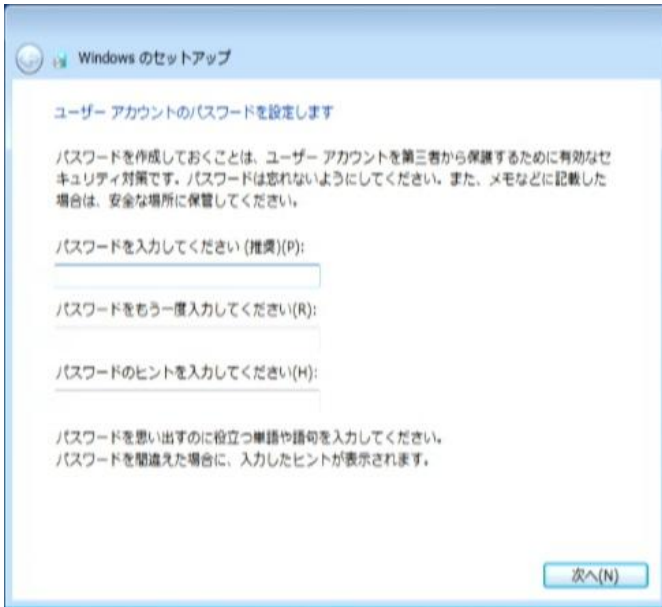 Windows のセットアップ
ユーザー アカウントのパスワードを設定します
パスワードを作成しておくことは、ユーザー アカウントを第三者から保護するために有効なセ
キュリティ対策です。パスワードは忘れないようにしてください。また、メモなどに記載した
場合は、安全な場所に保管してください。
パスワードを入力してください (推奨)(P):
パスワードをもう一度入力してください(R):
パスワードのヒントを入力してください(H):
パスワードを思い出すのに役立つ単語や語句を入力してください。
パスワードを間違えた場合に、入力したヒントが表示されます。
次へ(N)